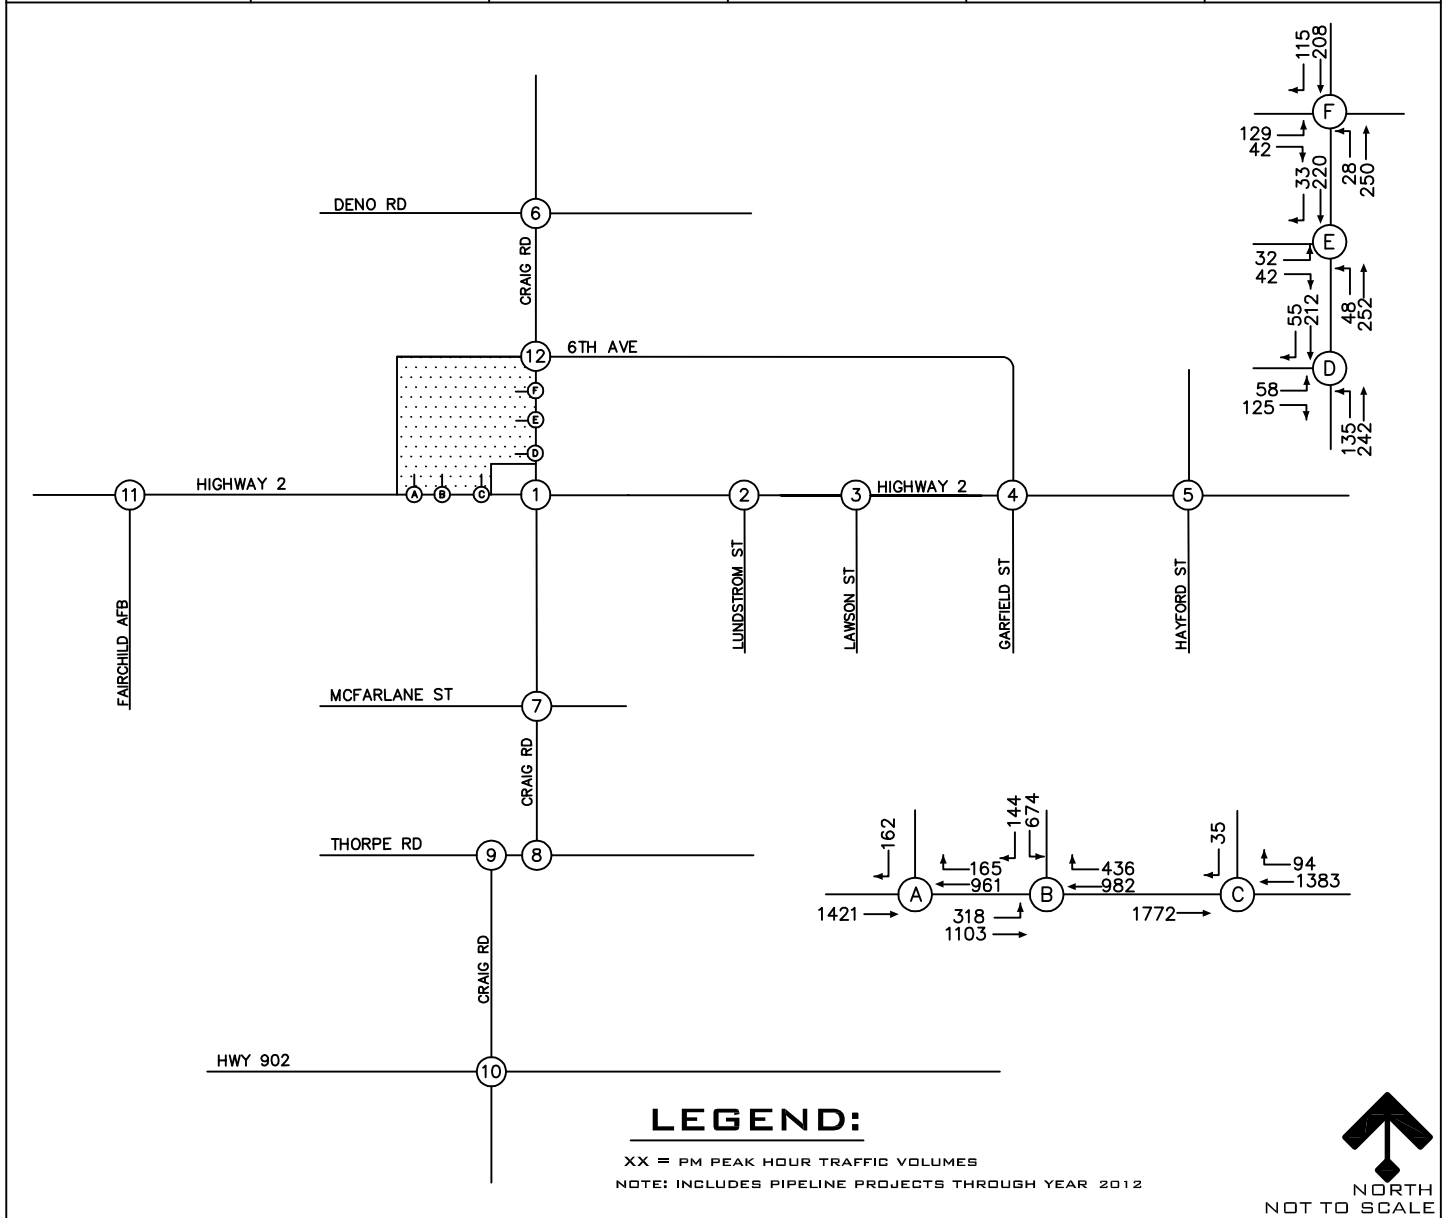 115
208
F
129
42
28
250
33
220
E
32
42
48
252
55
212
D
58
125
135
242
DENO RD
6
CRAIG RD
12
6TH AVE
F
E
D
11
HIGHWAY 2
A
B
C
1
2
3
HIGHWAY 2
4
5
FAIRCHILD AFB
LUNDSTROM ST
LAWSON ST
GARFIELD ST
HAYFORD ST
MCFARLANE ST
7
CRAIG RD
THORPE RD
9
8
CRAIG RD
HWY 902
10
162
165
961
A
1421
144
674
436
982
B
318
1103
35
94
1383
C
1772
LEGEND:
XX = PM PEAK HOUR TRAFFIC VOLUMES
NOTE: INCLUDES PIPELINE PROJECTS THROUGH YEAR 2012
NORTH
NOT TO SCALE